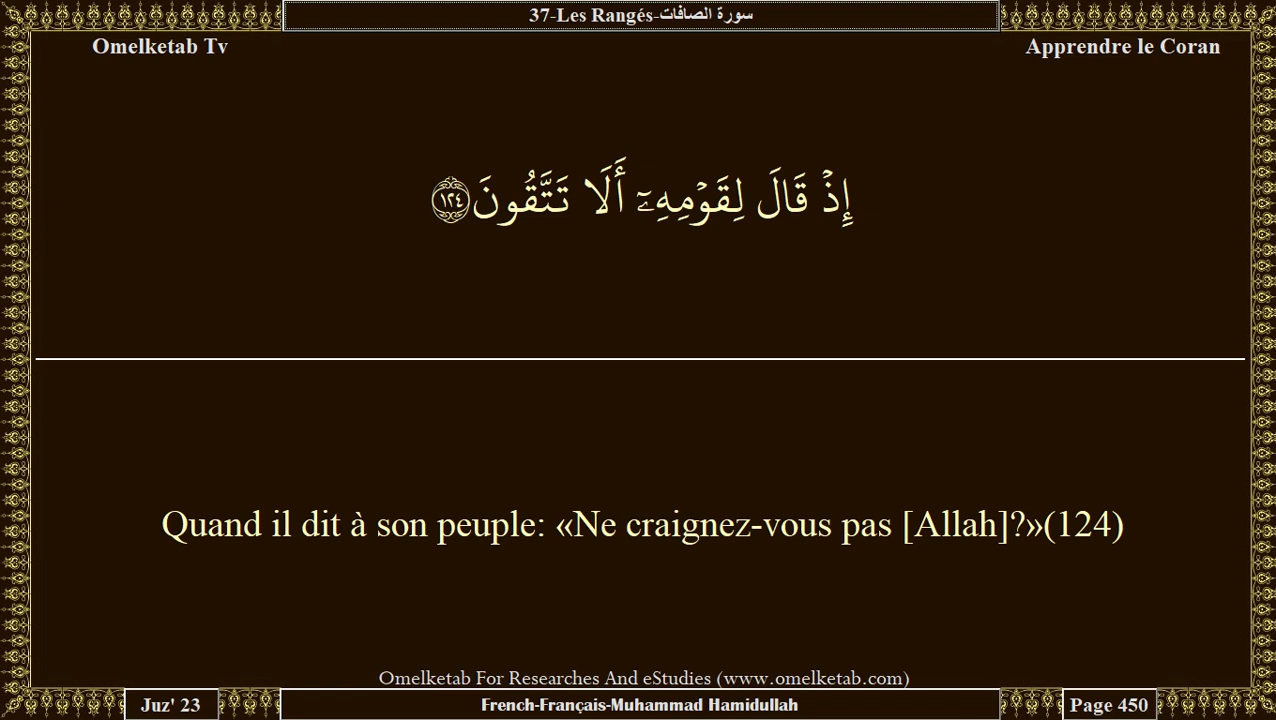 37-Les Rangés-سورة الصافات
Omelketab Tv
Apprendre le Coran
إِذۡ قَالَ لِقَوۡمِهِۦٓ أَلَا تَتَّقُونَ ١٢٤
Quand il dit à son peuple: «Ne craignez-vous pas [Allah]?»(124)
Omelketab For Researches And eStudies (www.omelketab.com)
Juz' 23
French-Français-Muhammad Hamidullah
Page 450